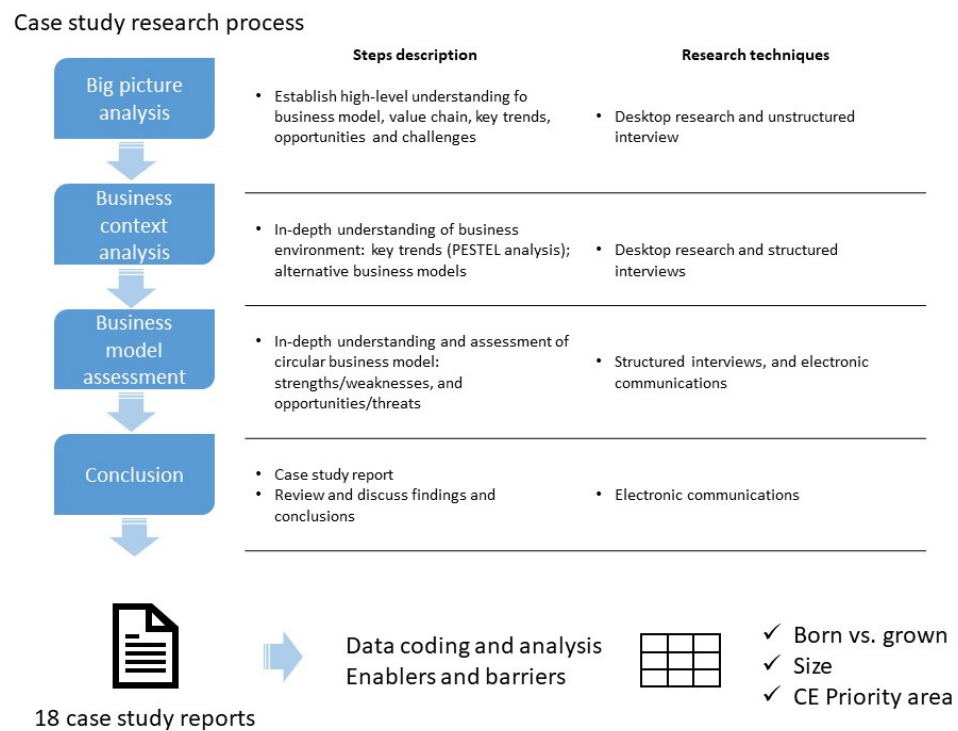 Case study research process
Steps description
Research techniques
Big picture
analysis
• Establish high-level understanding fo
business model, value chain, key trends,
opportunities and challenges
• Desktop research and unstructured
interview
Business
context
analysis
• In-depth understanding of business
environment: key trends (PESTEL analysis);
alternative business models
• Desktop research and structured
interviews
Business
model
assessment
• In-depth understanding and assessment of
circular business model:
strengths/weaknesses, and
opportunities/threats
• Structured interviews, and electronic
communications
Conclusion
• Case study report
• Review and discuss findings and
conclusions
• Electronic communications
18 case study reports
Data coding and analysis
Enablers and barriers
✓ Born vs. grown
✓ Size
✓ CE Priority area